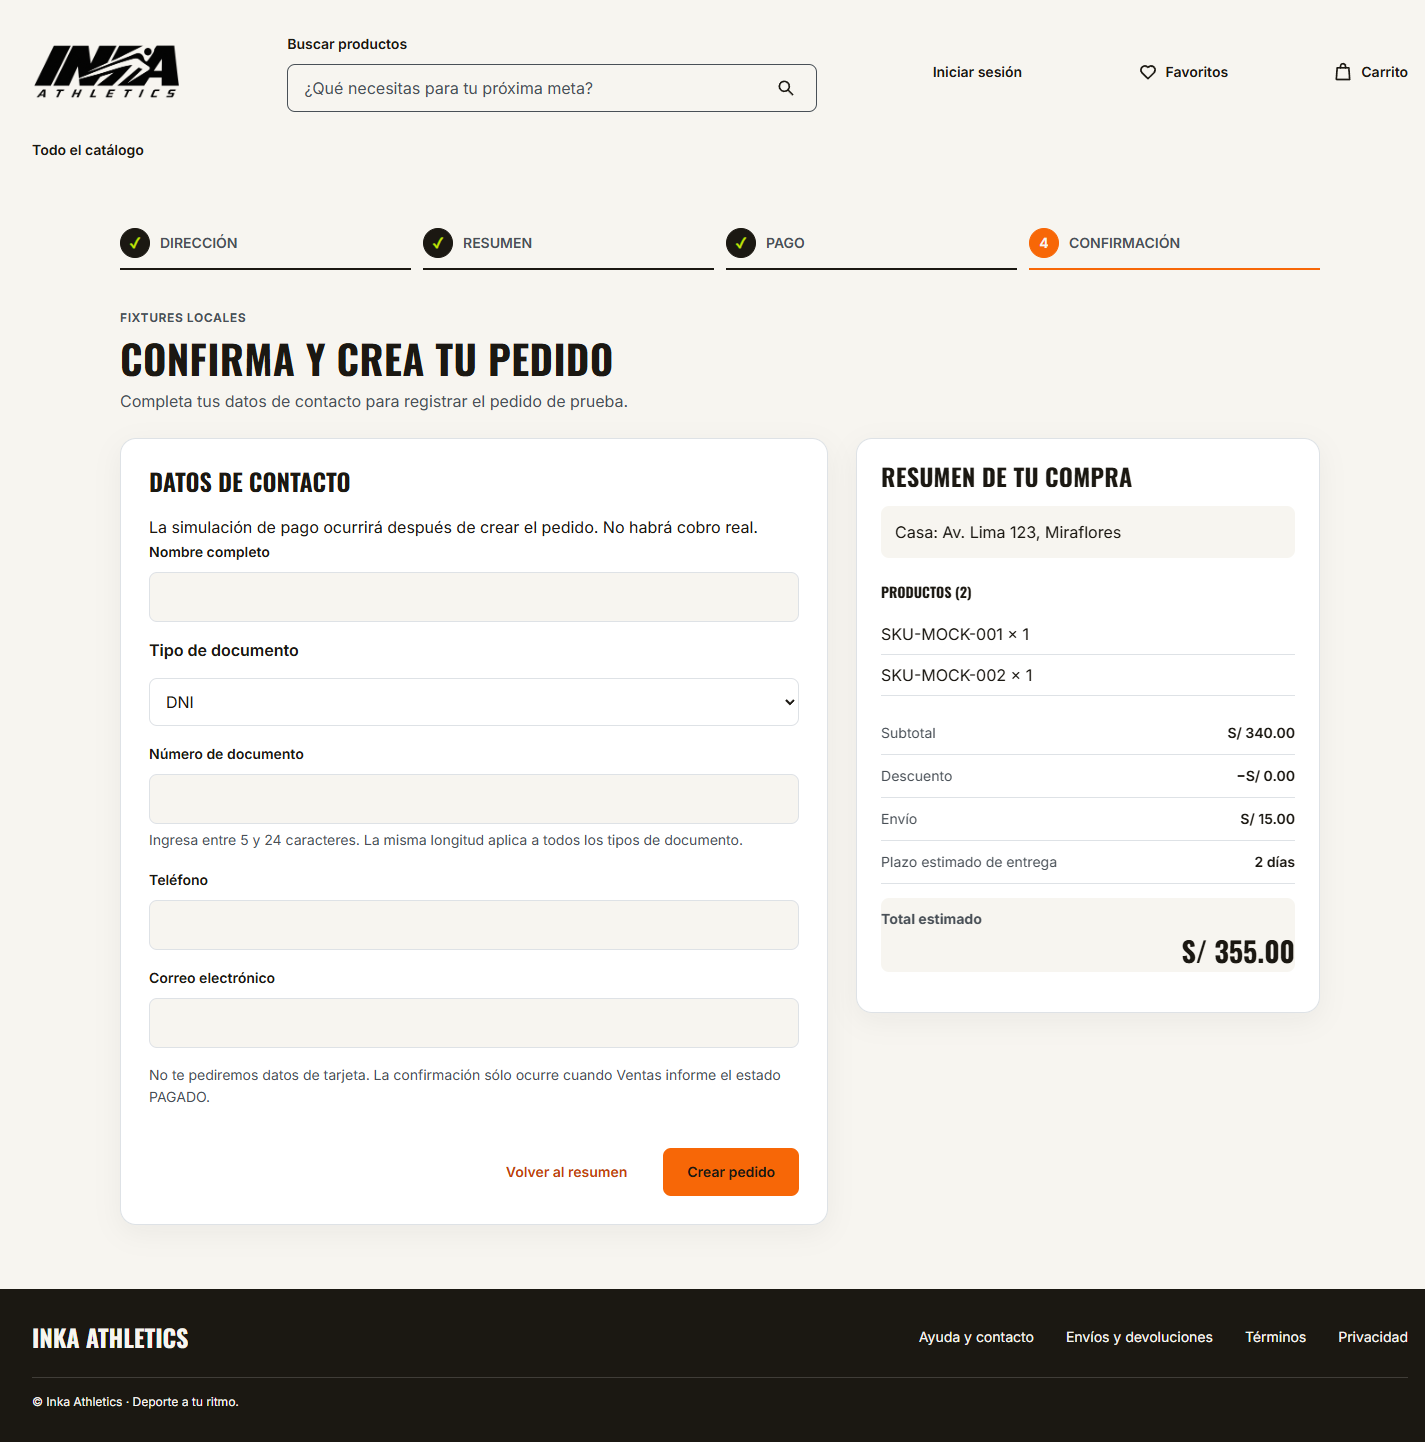 INKA
ATHLETICS
Buscar productos
¿Qué necesitas para tu próxima meta?
Iniciar sesión
Favoritos
Carrito
Todo el catálogo
DIRECCIÓN
RESUMEN
PAGO
4 CONFIRMACIÓN
FIXTURES LOCALES
CONFIRMA Y CREA TU PEDIDO
Completa tus datos de contacto para registrar el pedido de prueba.
DATOS DE CONTACTO
La simulación de pago ocurrirá después de crear el pedido. No habrá cobro real.
Nombre completo
Tipo de documento
DNI
Número de documento
Ingresa entre 5 y 24 caracteres. La misma longitud aplica a todos los tipos de documento.
Teléfono
Correo electrónico
No te pediremos datos de tarjeta. La confirmación sólo ocurre cuando Ventas informe el estado
PAGADO.
Volver al resumen
Crear pedido
RESUMEN DE TU COMPRA
Casa: Av. Lima 123, Miraflores
PRODUCTOS (2)
SKU-MOCK-001 × 1
SKU-MOCK-002 × 1
Subtotal S/ 340.00
Descuento −S/ 0.00
Envío S/ 15.00
Plazo estimado de entrega 2 días
Total estimado
S/ 355.00
INKA ATHLETICS
Ayuda y contacto
Envíos y devoluciones
Términos
Privacidad
© Inka Athletics · Deporte a tu ritmo.